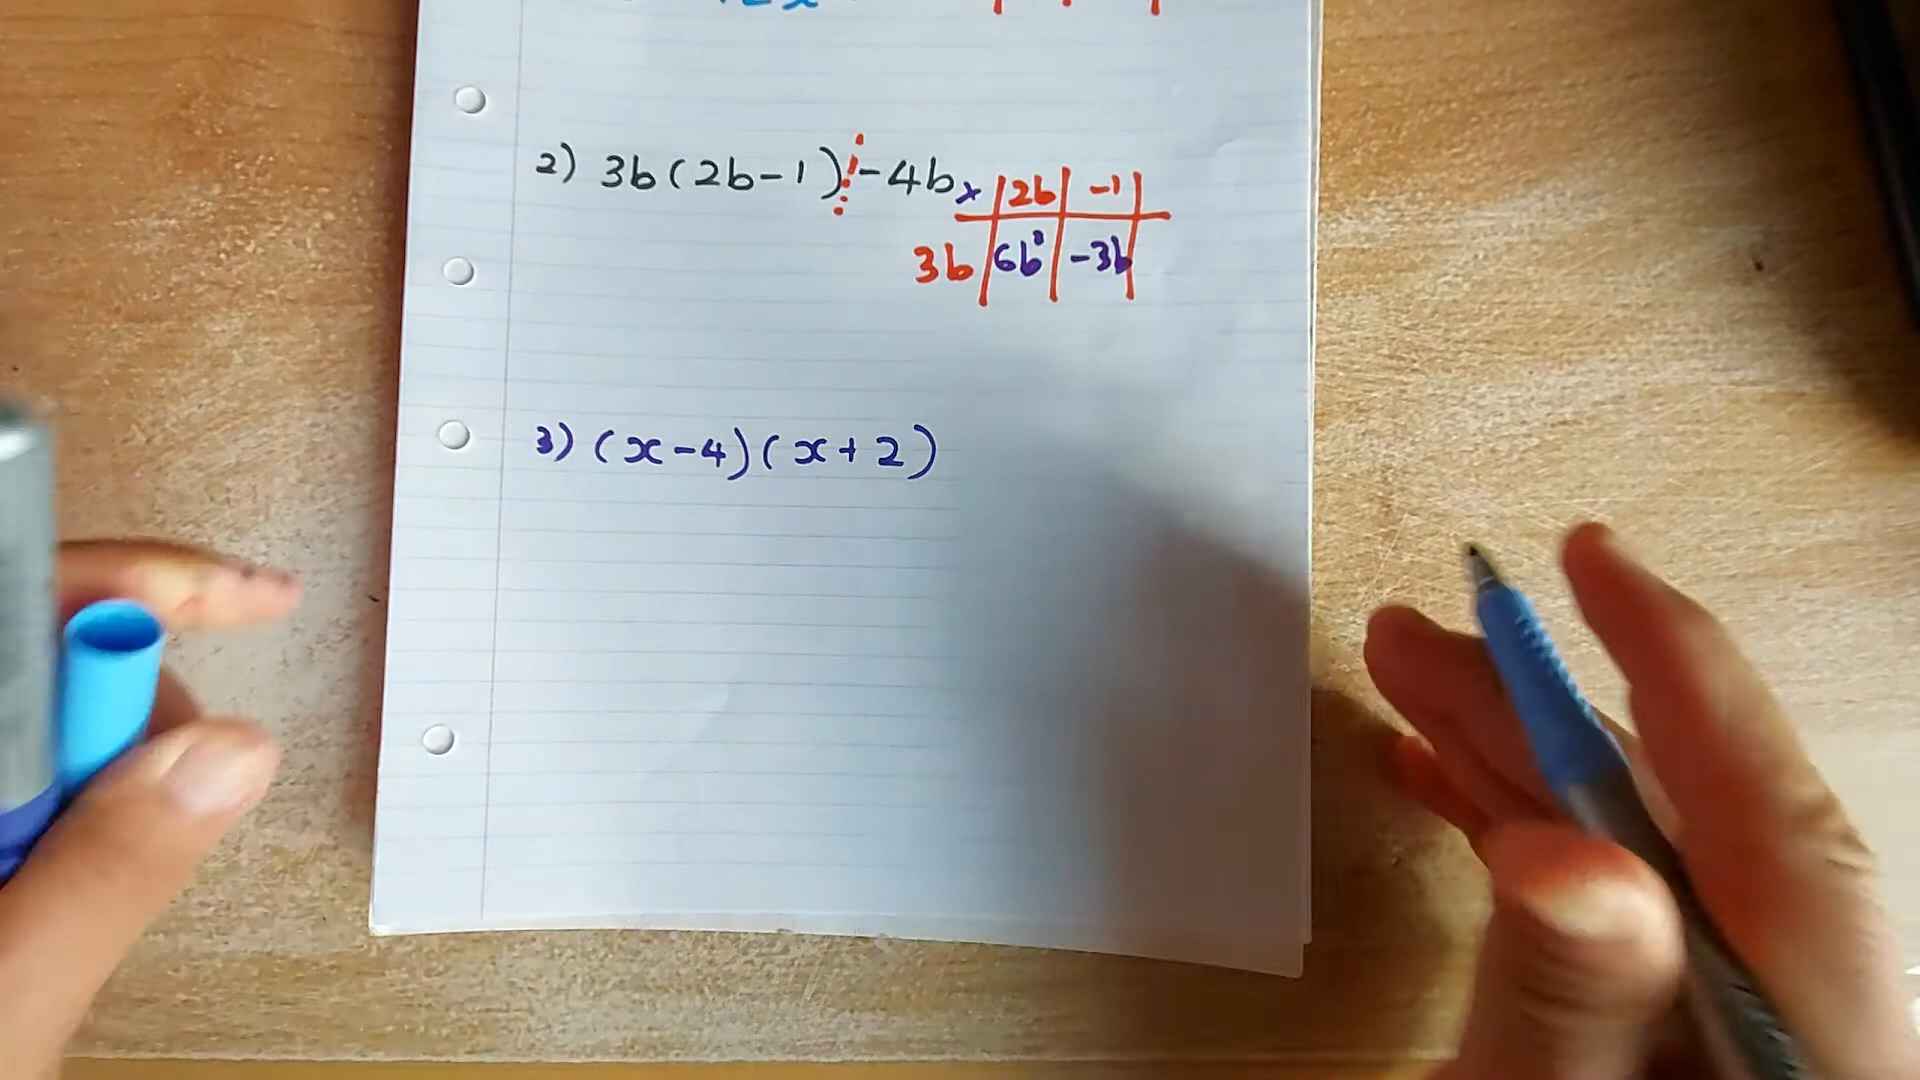 2) 3b(2b-1) -4b
× 2b -1
3b 6b² -3b
3) (x-4)(x+2)